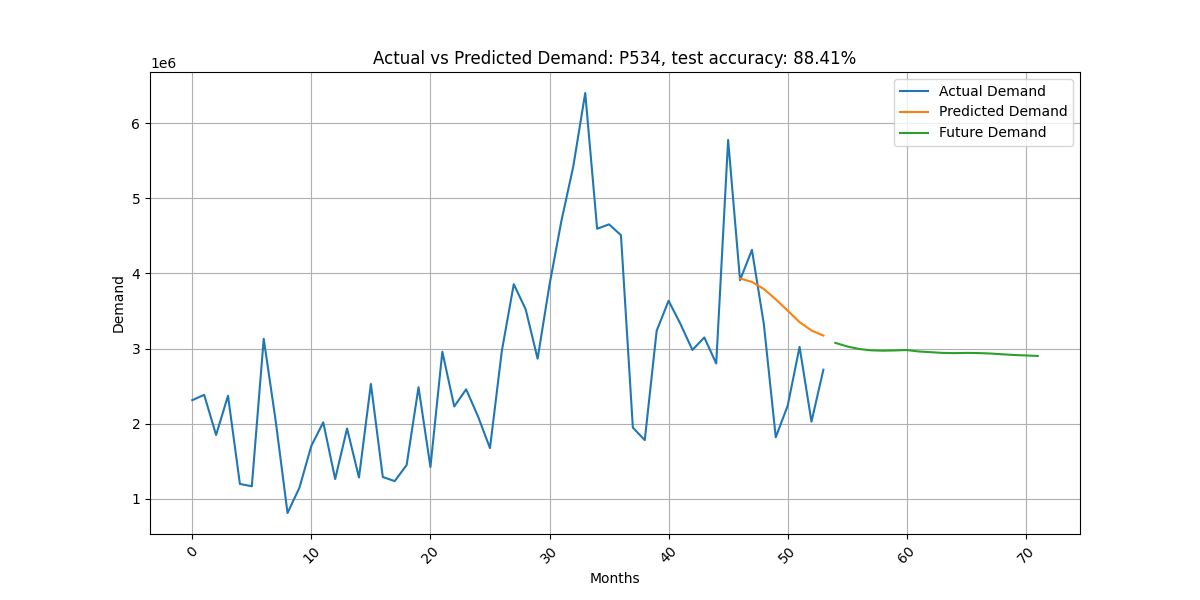 Actual vs Predicted Demand: P534, test accuracy: 88.41%
1e6
Actual Demand
Predicted Demand
Future Demand
6
5
4
3
2
1
Demand
0
10
20
30
40
50
60
70
Months